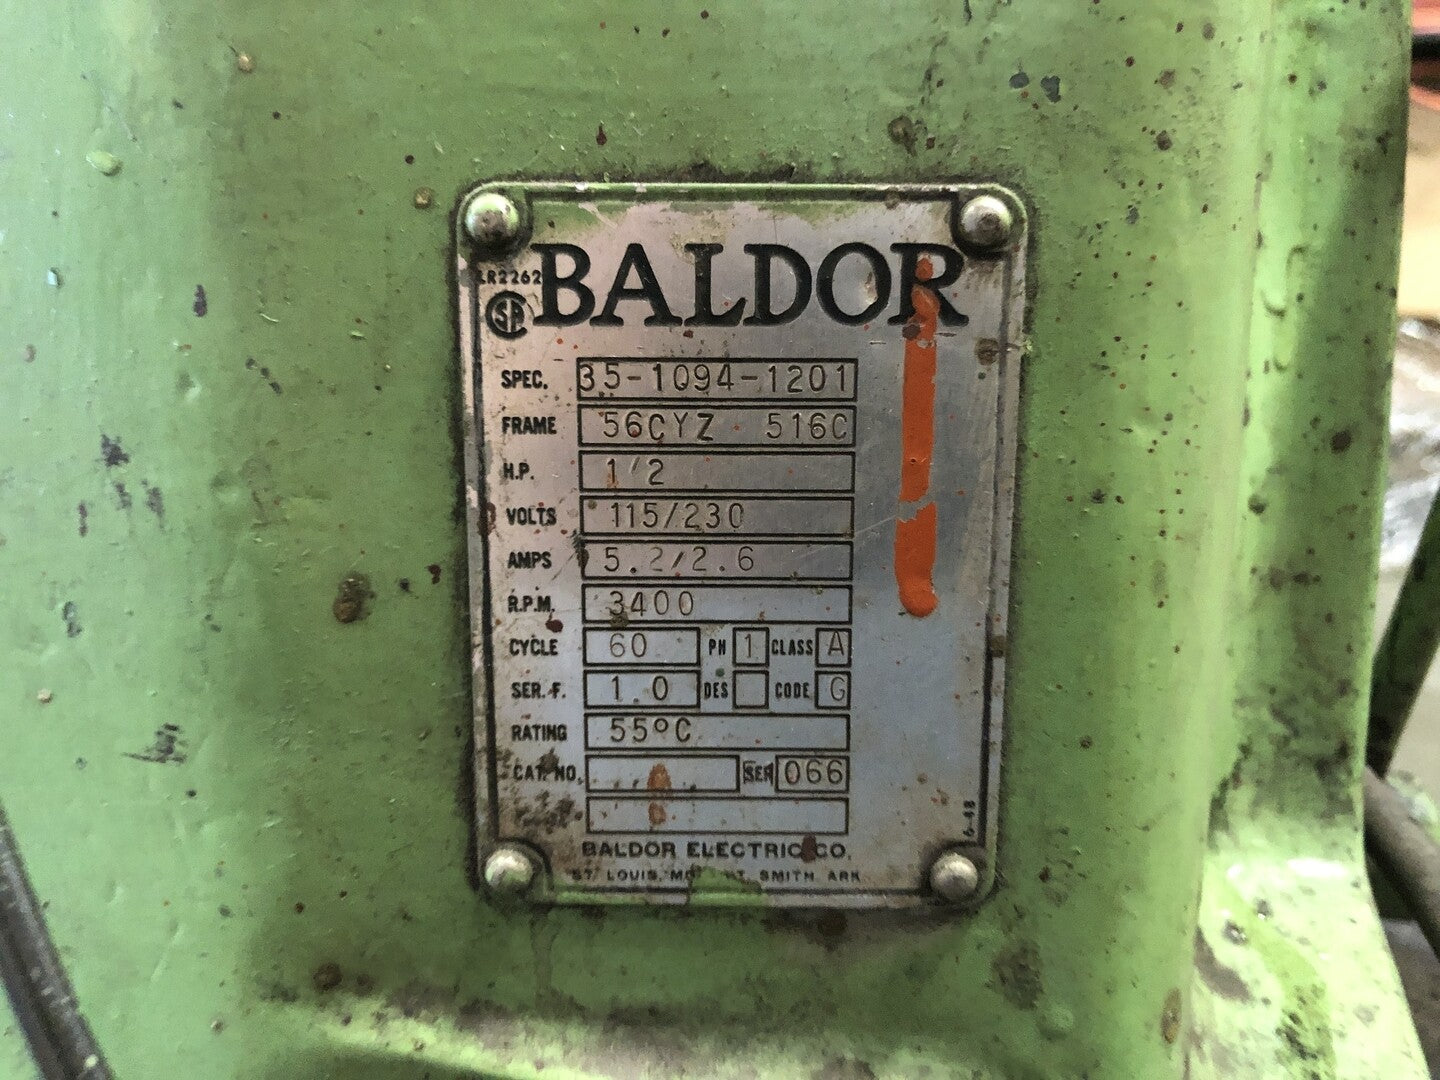 LR2262
SA
BALDOR
SPEC. 35-1094-1201
FRAME 56CYZ 516C
H.P. 1/2
VOLTS 115/230
AMPS 5.2/2.6
R.P.M. 3400
CYCLE 60 PH 1 CLASS A
SER. F. 1.0 DES CODE G
RATING 55°C
CAT. NO. SER 066
BALDOR ELECTRIC CO.
ST. LOUIS, SMITH ARK